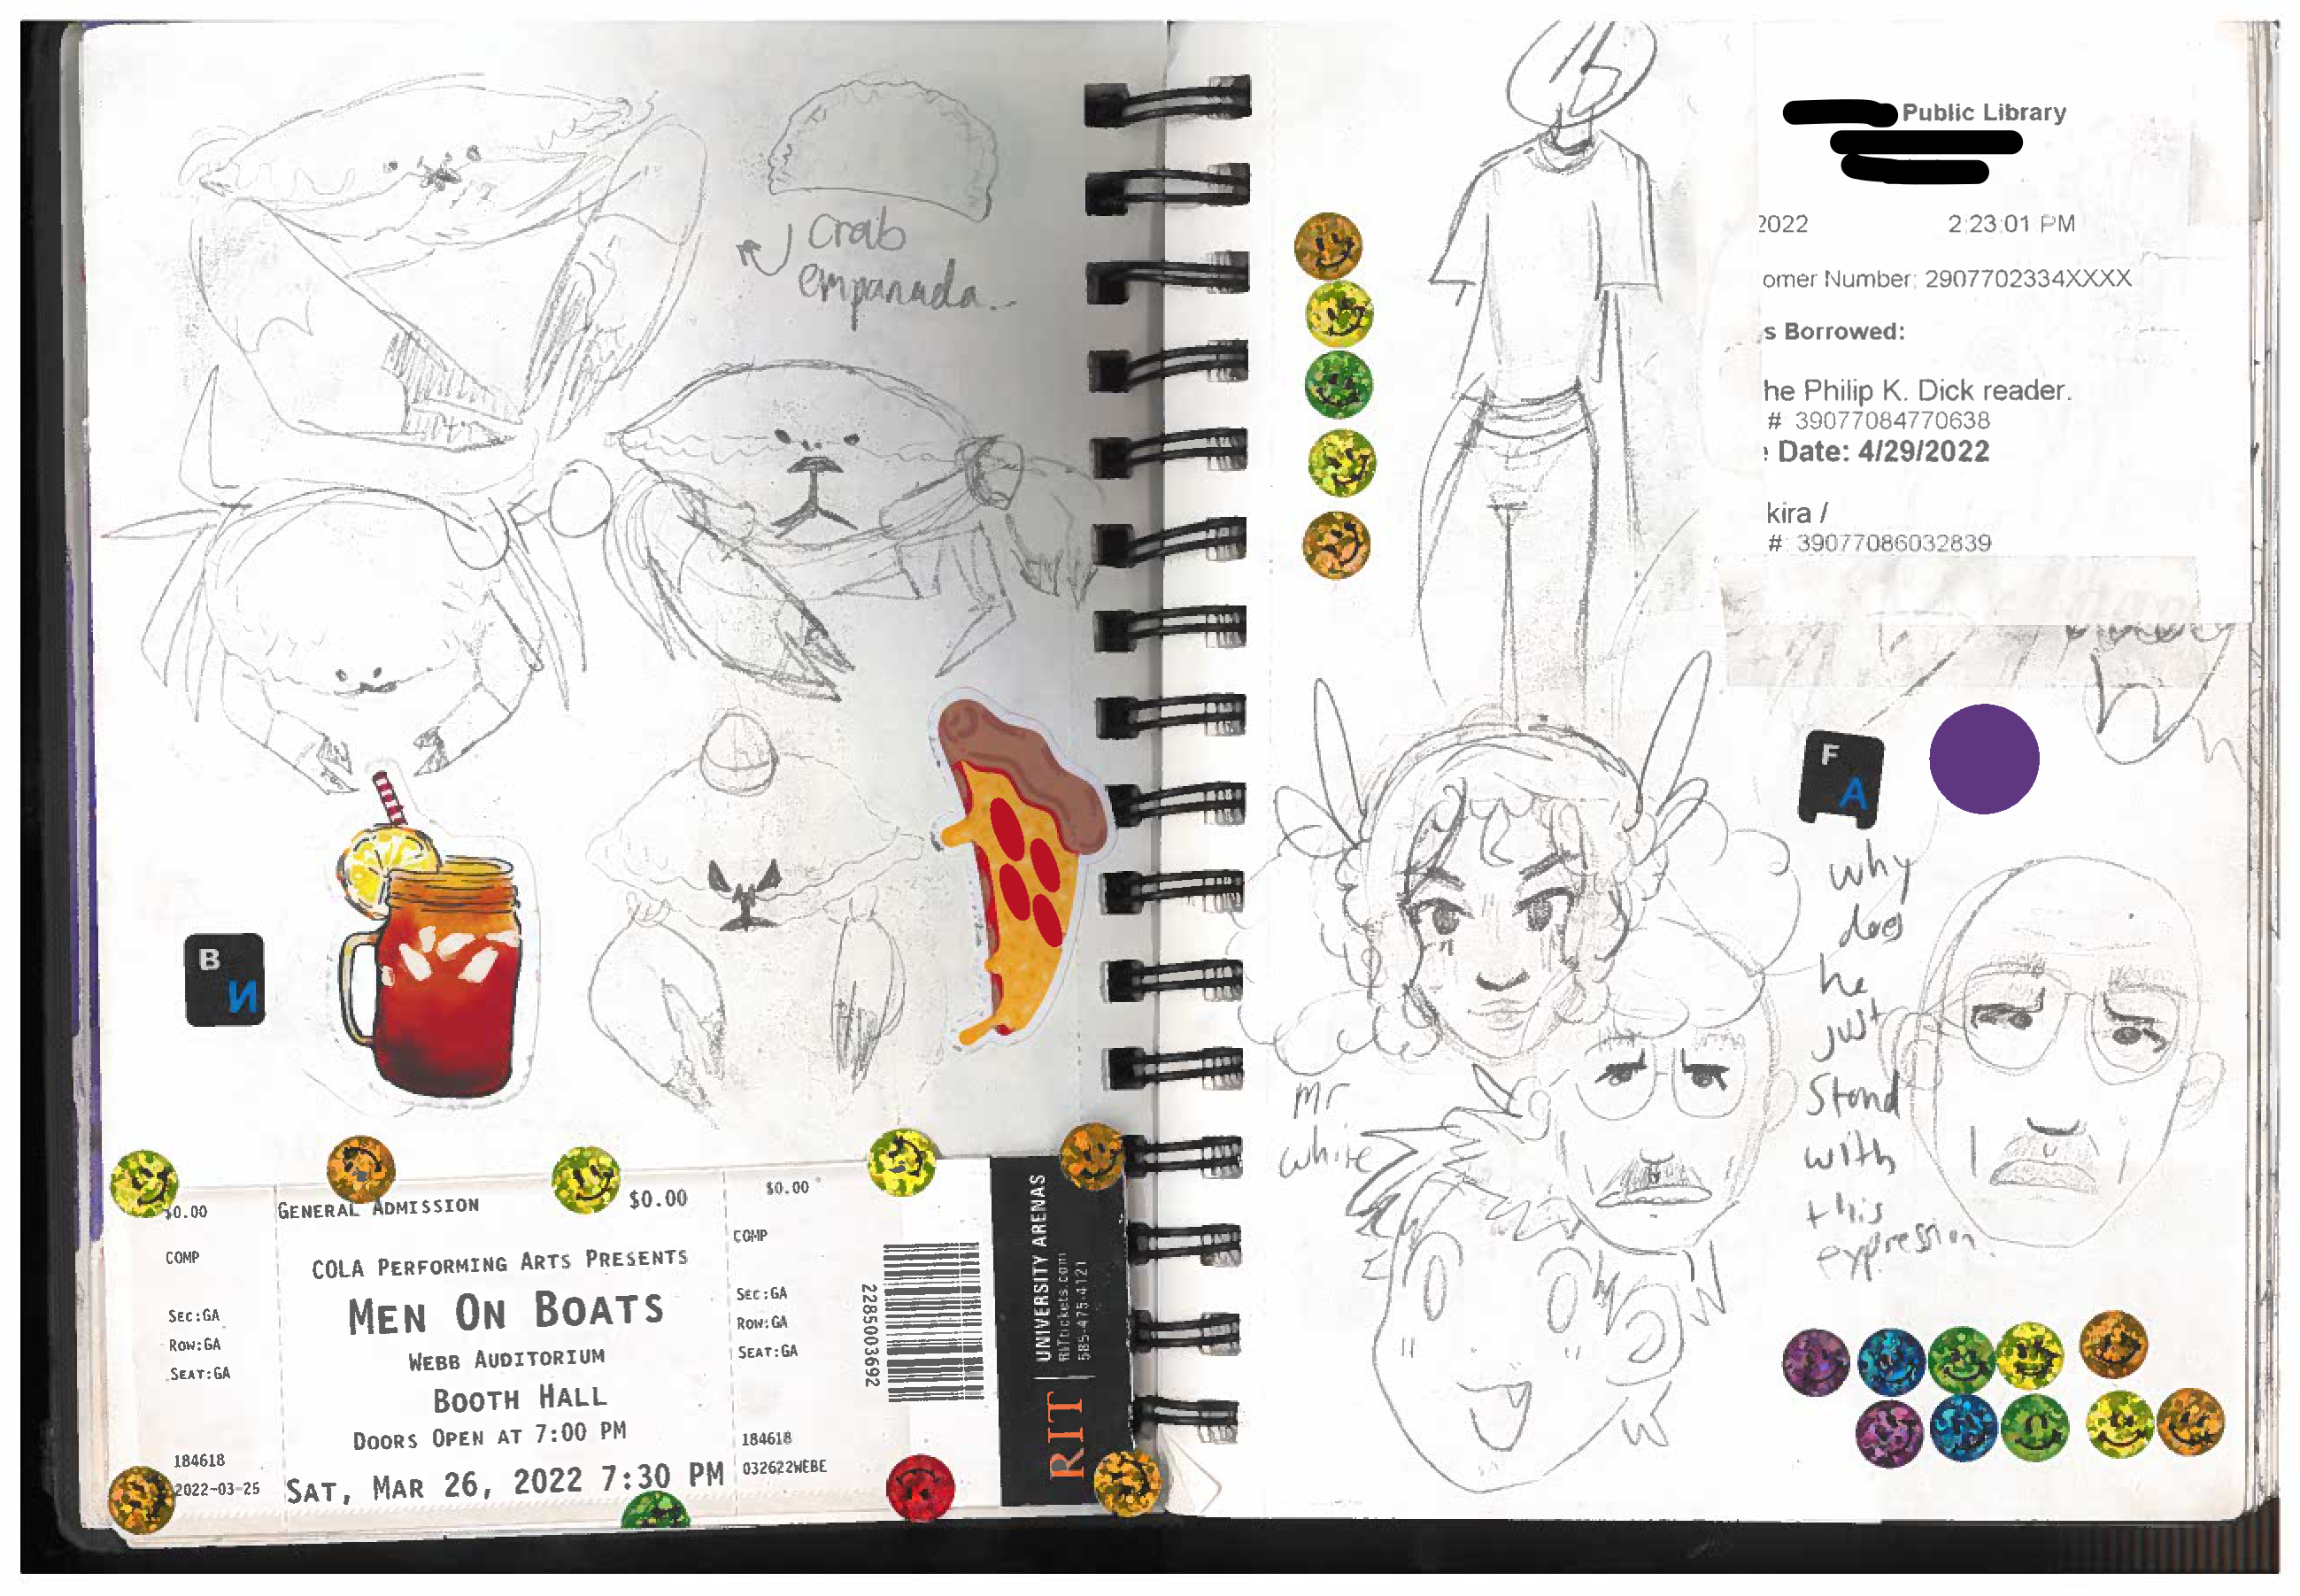 crab
empanada..
B
И
$0.00
COMP
SEC:GA
ROW:GA
SEAT:GA
184618
2022-03-25
GENERAL ADMISSION
$0.00
COLA PERFORMING ARTS PRESENTS
MEN ON BOATS
WEBB AUDITORIUM
BOOTH HALL
DOORS OPEN AT 7:00 PM
SAT, MAR 26, 2022 7:30 PM
$0.00
COMP
SEC:GA
ROW:GA
SEAT:GA
184618
032622WEBE
2285003692
RIT
UNIVERSITY ARENAS
RITtickets.com
585-475-4121
Public Library
2022 2:23:01 PM
omer Number: 2907702334XXXX
s Borrowed:
he Philip K. Dick reader.
# 39077084770638
Date: 4/29/2022
kira /
#: 39077086032839
F
A
why
does
he
just
stand
with
this
expression.
mr
white